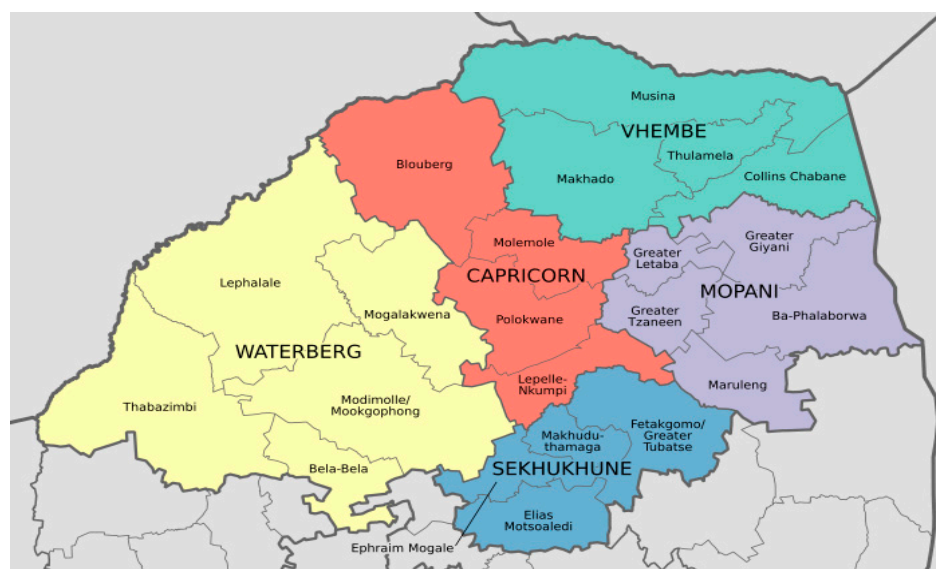 Musina
VHEMBE
Thulamela
Blouberg
Makhado
Collins Chabane
Molemole
Greater
Giyani
Greater
Letaba
CAPRICORN
Lephalale
MOPANI
Mogalakwena
Polokwane
Greater
Tzaneen
Ba-Phalaborwa
WATERBERG
Lepelle-
Nkumpi
Maruleng
Thabazimbi
Modimolle/
Mookgophong
Makhudu-
thamaga
Fetakgomo/
Greater
Tubatse
Bela-Bela
SEKHUKHUNE
Elias
Motsoaledi
Ephraim Mogale